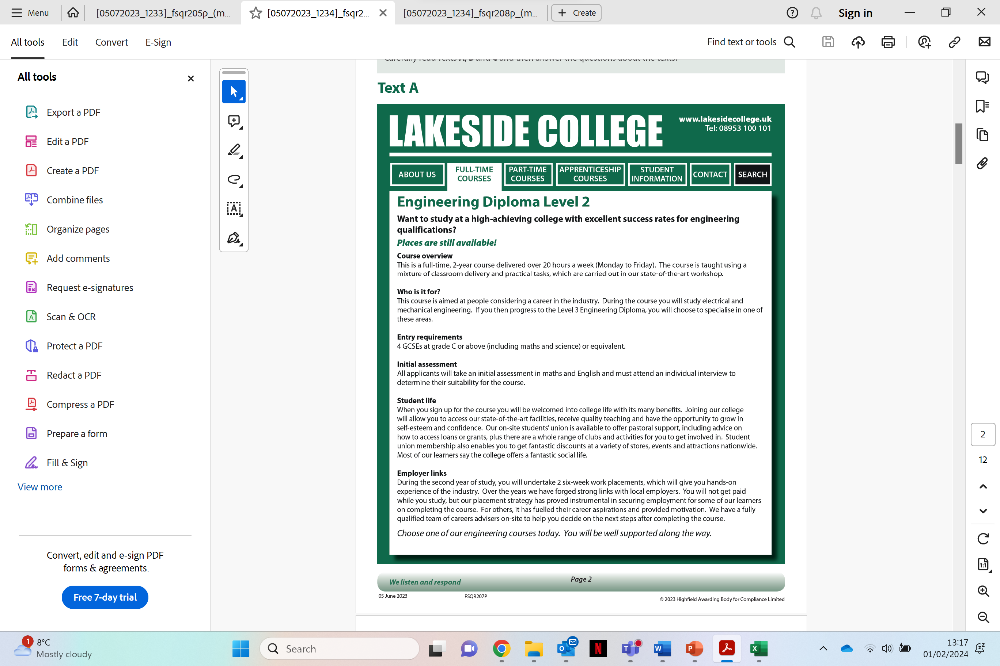 Menu
[05072023_1233]_fsqr205p_(m...
[05072023_1234]_fsqr2...
[05072023_1234]_fsqr208p_(m...
Create
Sign in
All tools
Edit
Convert
E-Sign
Find text or tools
All tools
Export a PDF
Edit a PDF
Create a PDF
Combine files
Organize pages
Add comments
Request e-signatures
Scan & OCR
Protect a PDF
Redact a PDF
Compress a PDF
Prepare a form
Fill & Sign
View more
Convert, edit and e-sign PDF
forms & agreements.
Free 7-day trial
Carefully read Texts A, B and C and then answer the questions about the texts.
Text A
LAKESIDE COLLEGE
www.lakesidecollege.uk
Tel: 08953 100 101
ABOUT US
FULL-TIME
COURSES
PART-TIME
COURSES
APPRENTICESHIP
COURSES
STUDENT
INFORMATION
CONTACT
SEARCH
Engineering Diploma Level 2
Want to study at a high-achieving college with excellent success rates for engineering
qualifications?
Places are still available!
Course overview
This is a full-time, 2-year course delivered over 20 hours a week (Monday to Friday). The course is taught using a
mixture of classroom delivery and practical tasks, which are carried out in our state-of-the-art workshop.
Who is it for?
This course is aimed at people considering a career in the industry. During the course you will study electrical and
mechanical engineering. If you then progress to the Level 3 Engineering Diploma, you will choose to specialise in one of
these areas.
Entry requirements
4 GCSEs at grade C or above (including maths and science) or equivalent.
Initial assessment
All applicants will take an initial assessment in maths and English and must attend an individual interview to
determine their suitability for the course.
Student life
When you sign up for the course you will be welcomed into college life with its many benefits. Joining our college
will allow you to access our state-of-the-art facilities, receive quality teaching and have the opportunity to grow in
self-esteem and confidence. Our on-site students' union is available to offer pastoral support, including advice on
how to access loans or grants, plus there are a whole range of clubs and activities for you to get involved in. Student
union membership also enables you to get fantastic discounts at a variety of stores, events and attractions nationwide.
Most of our learners say the college offers a fantastic social life.
Employer links
During the second year of study, you will undertake 2 six-week work placements, which will give you hands-on
experience of the industry. Over the years we have forged strong links with local employers. You will not get paid
while you study, but our placement strategy has proved instrumental in securing employment for some of our learners
on completing the course. For others, it has fuelled their career aspirations and provided motivation. We have a fully
qualified team of careers advisers on-site to help you decide on the next steps after completing the course.
Choose one of our engineering courses today. You will be well supported along the way.
We listen and respond
Page 2
05 June 2023
FSQR207P
© 2023 Highfield Awarding Body for Compliance Limited
2
12
1:1
1
8°C
Mostly cloudy
Search
13:17
01/02/2024